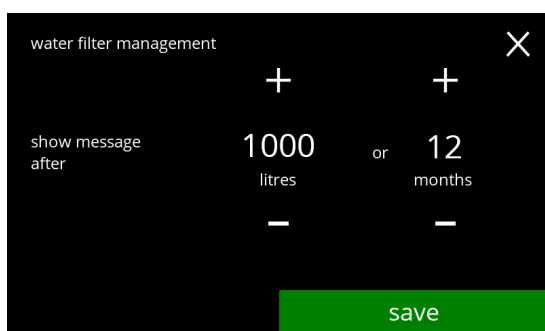 water filter management
+ +
show message
after
1000 or 12
litres months
- -
save